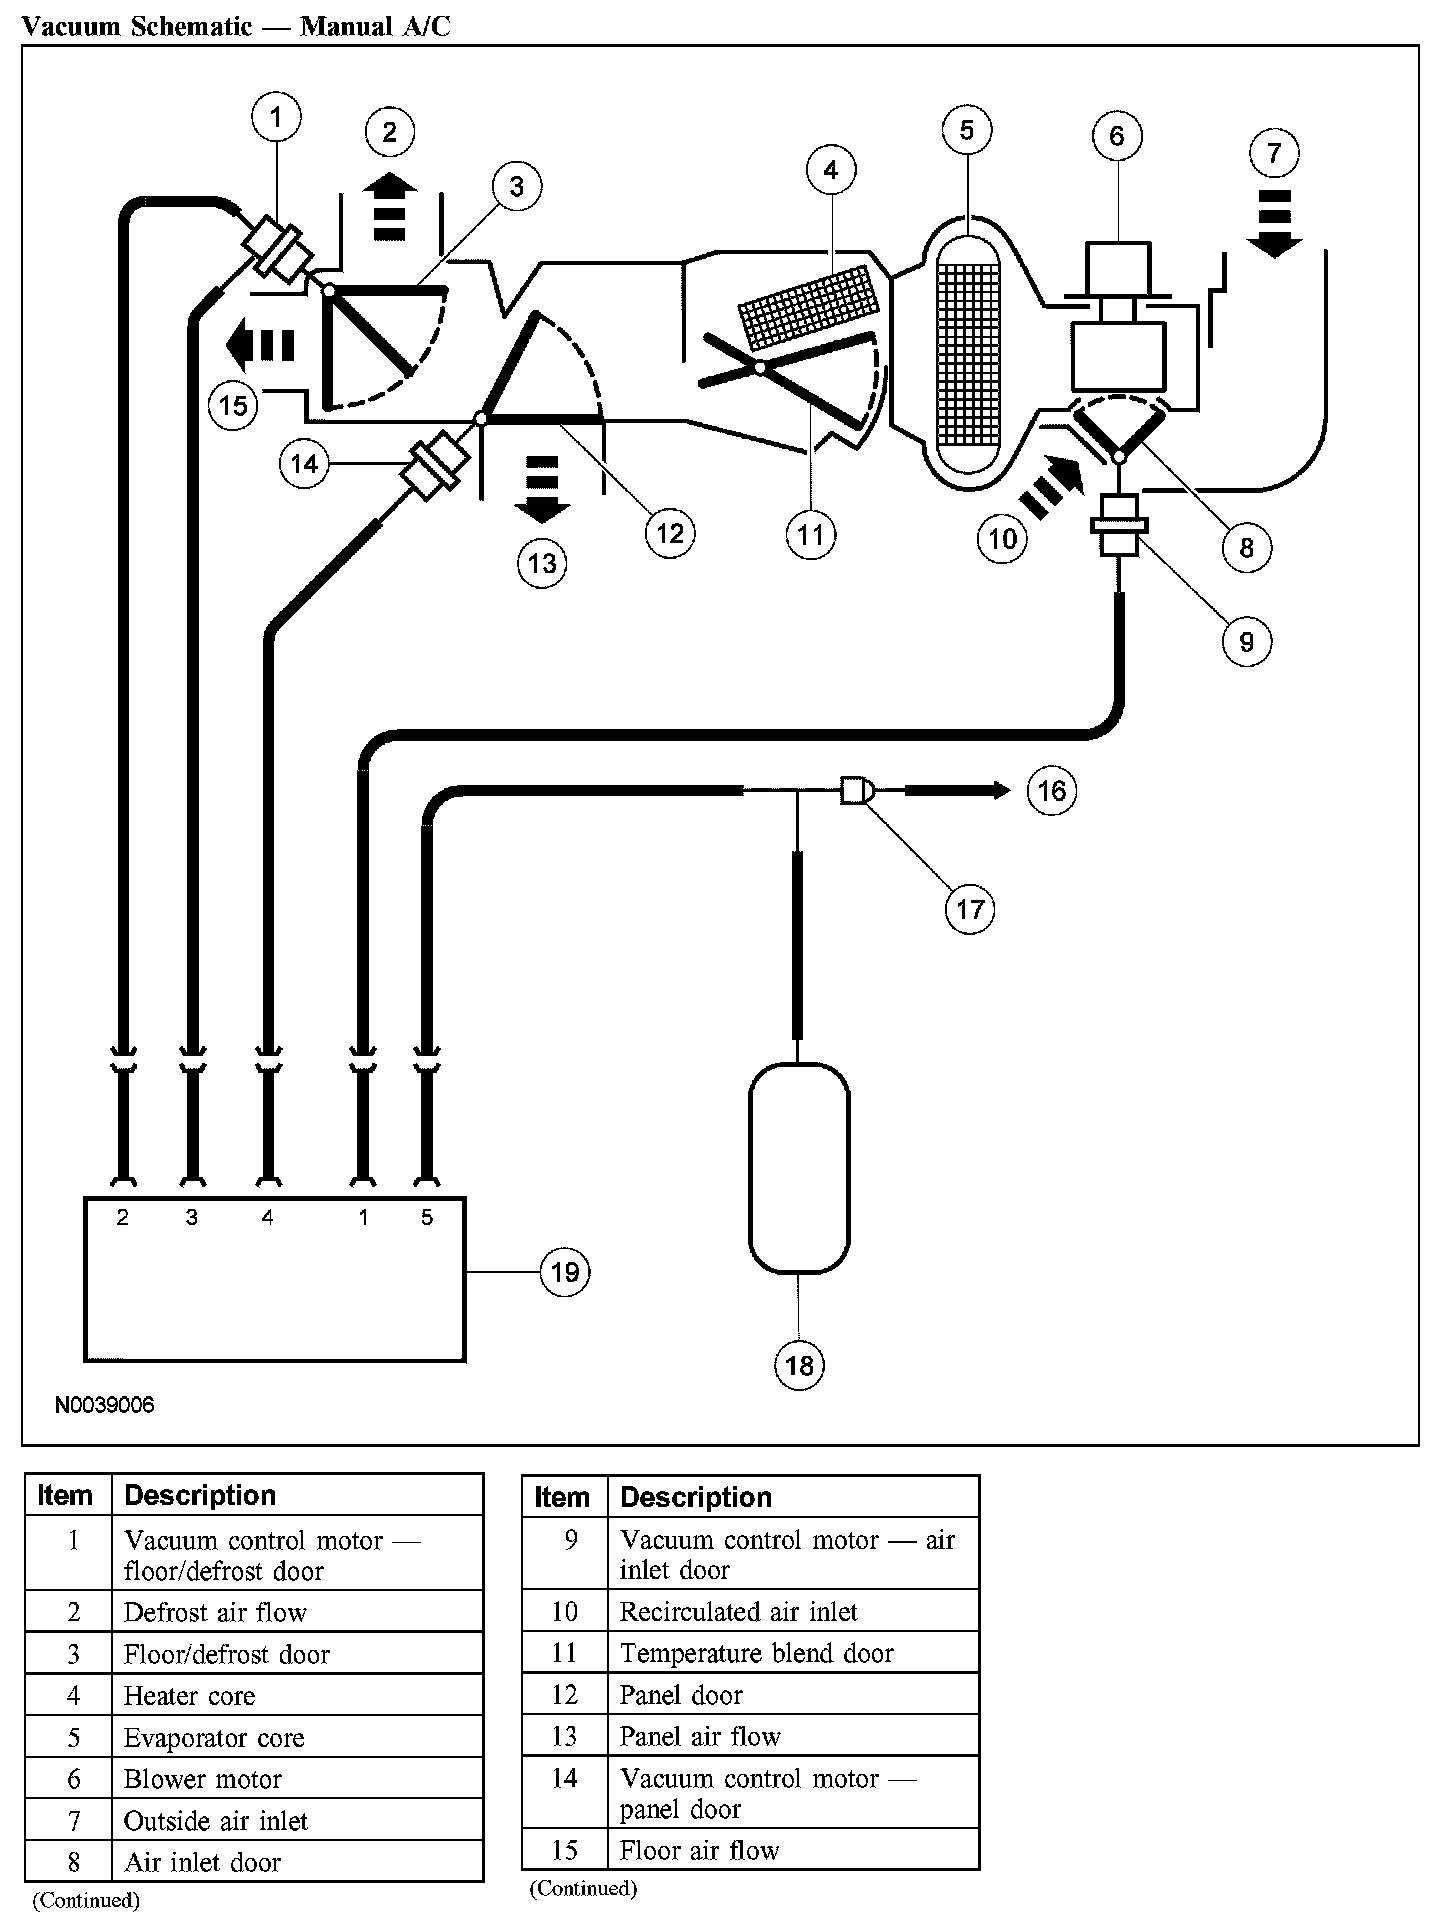 Vacuum Schematic — Manual A/C
1
2
3
4
5
6
7
15
14
13
12
11
10
8
9
16
17
2 3 4 1 5
19
18
N0039006
Item Description
1 Vacuum control motor —
floor/defrost door
2 Defrost air flow
3 Floor/defrost door
4 Heater core
5 Evaporator core
6 Blower motor
7 Outside air inlet
8 Air inlet door
(Continued)
Item Description
9 Vacuum control motor — air
inlet door
10 Recirculated air inlet
11 Temperature blend door
12 Panel door
13 Panel air flow
14 Vacuum control motor —
panel door
15 Floor air flow
(Continued)